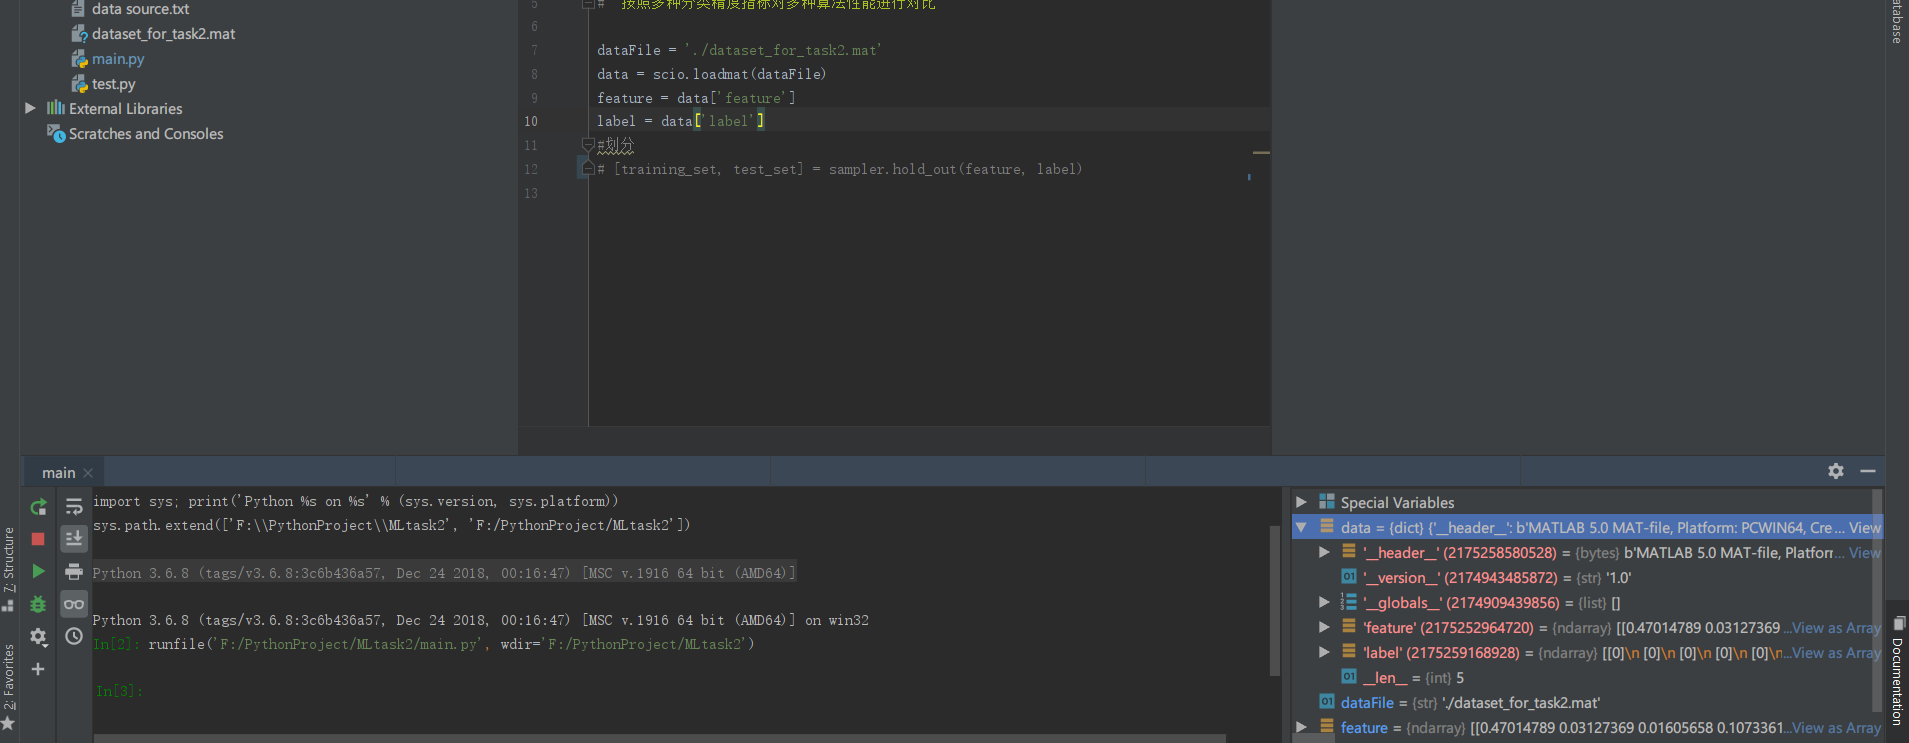 data source.txt
dataset_for_task2.mat
main.py
test.py
External Libraries
Scratches and Consoles
5 # 按照多种分类精度指标对多种算法性能进行对比
6
7 dataFile = './dataset_for_task2.mat'
8 data = scio.loadmat(dataFile)
9 feature = data['feature']
10 label = data['label']
11 #划分
12 # [training_set, test_set] = sampler.hold_out(feature, label)
13
atabase
main
import sys; print('Python %s on %s' % (sys.version, sys.platform))
sys.path.extend(['F:\\PythonProject\\MLtask2', 'F:/PythonProject/MLtask2'])
Python 3.6.8 (tags/v3.6.8:3c6b436a57, Dec 24 2018, 00:16:47) [MSC v.1916 64 bit (AMD64)]
Python 3.6.8 (tags/v3.6.8:3c6b436a57, Dec 24 2018, 00:16:47) [MSC v.1916 64 bit (AMD64)] on win32
In[2]: runfile('F:/PythonProject/MLtask2/main.py', wdir='F:/PythonProject/MLtask2')
In[3]:
Special Variables
data = {dict} {'__header__': b'MATLAB 5.0 MAT-file, Platform: PCWIN64, Cre... View
'__header__' (2175258580528) = {bytes} b'MATLAB 5.0 MAT-file, Platfor... View
'__version__' (2174943485872) = {str} '1.0'
'__globals__' (2174909439856) = {list} []
'feature' (2175252964720) = {ndarray} [[0.47014789 0.03127369 ...View as Array
'label' (2175259168928) = {ndarray} [[0]\n [0]\n [0]\n [0]\n [0]\n...View as Array
__len__ = {int} 5
dataFile = {str} './dataset_for_task2.mat'
feature = {ndarray} [[0.47014789 0.03127369 0.01605658 0.1073361...View as Array
7: Structure
2: Favorites
Documentation